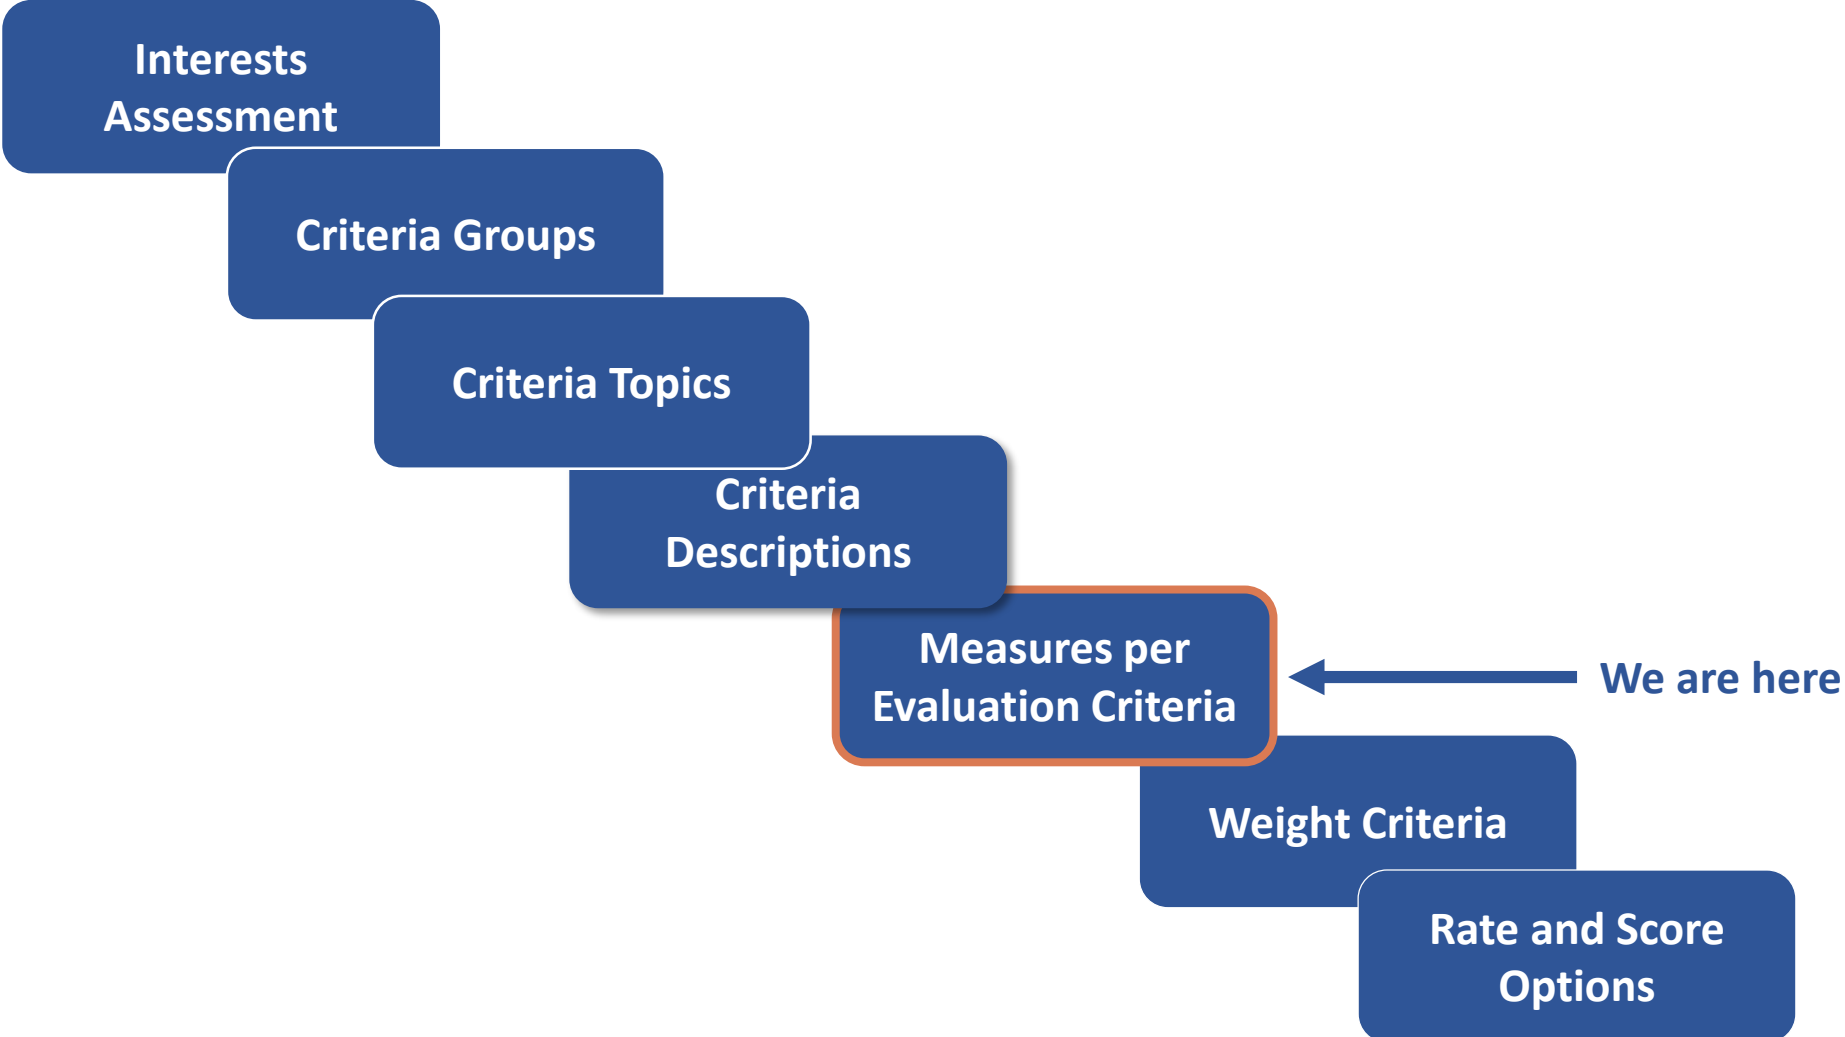 Interests
Assessment
Criteria Groups
Criteria Topics
Criteria
Descriptions
Measures per
Evaluation Criteria
We are here
Weight Criteria
Rate and Score
Options